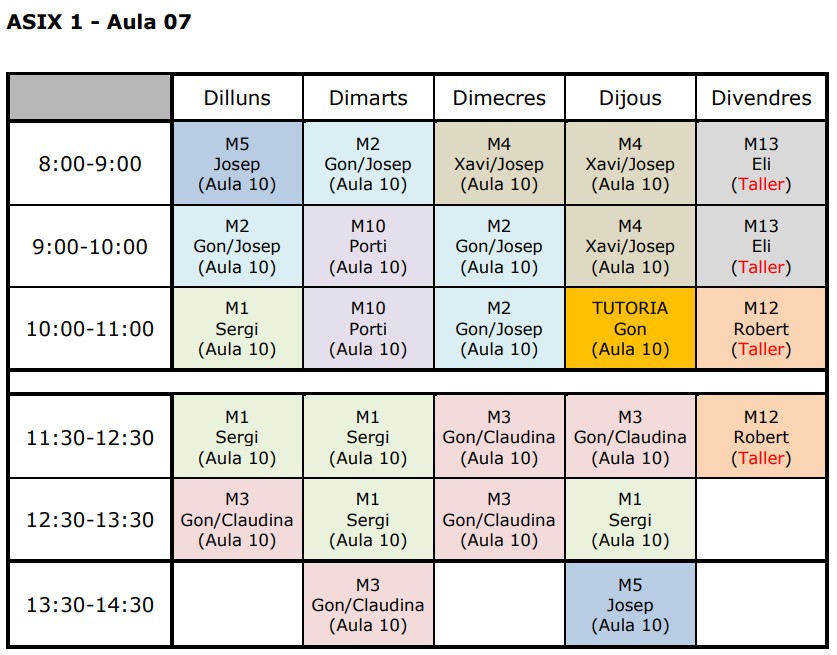 ASIX 1 - Aula 07
Dilluns Dimarts Dimecres Dijous Divendres
8:00-9:00
M5
Josep
(Aula 10)
M2
Gon/Josep
(Aula 10)
M4
Xavi/Josep
(Aula 10)
M4
Xavi/Josep
(Aula 10)
M13
Eli
(Taller)
9:00-10:00
M2
Gon/Josep
(Aula 10)
M10
Porti
(Aula 10)
M2
Gon/Josep
(Aula 10)
M4
Xavi/Josep
(Aula 10)
M13
Eli
(Taller)
10:00-11:00
M1
Sergi
(Aula 10)
M10
Porti
(Aula 10)
M2
Gon/Josep
(Aula 10)
TUTORIA
Gon
(Aula 10)
M12
Robert
(Taller)
11:30-12:30
M1
Sergi
(Aula 10)
M1
Sergi
(Aula 10)
M3
Gon/Claudina
(Aula 10)
M3
Gon/Claudina
(Aula 10)
M12
Robert
(Taller)
12:30-13:30
M3
Gon/Claudina
(Aula 10)
M1
Sergi
(Aula 10)
M3
Gon/Claudina
(Aula 10)
M1
Sergi
(Aula 10)
13:30-14:30
M3
Gon/Claudina
(Aula 10)
M5
Josep
(Aula 10)